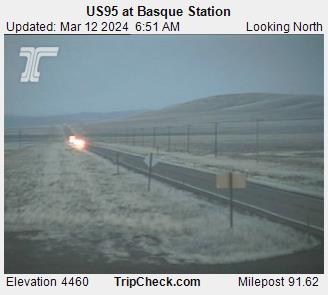 US95 at Basque Station
Updated: Mar 12 2024 6:51 AM Looking North
Elevation 4460 TripCheck.com Milepost 91.62